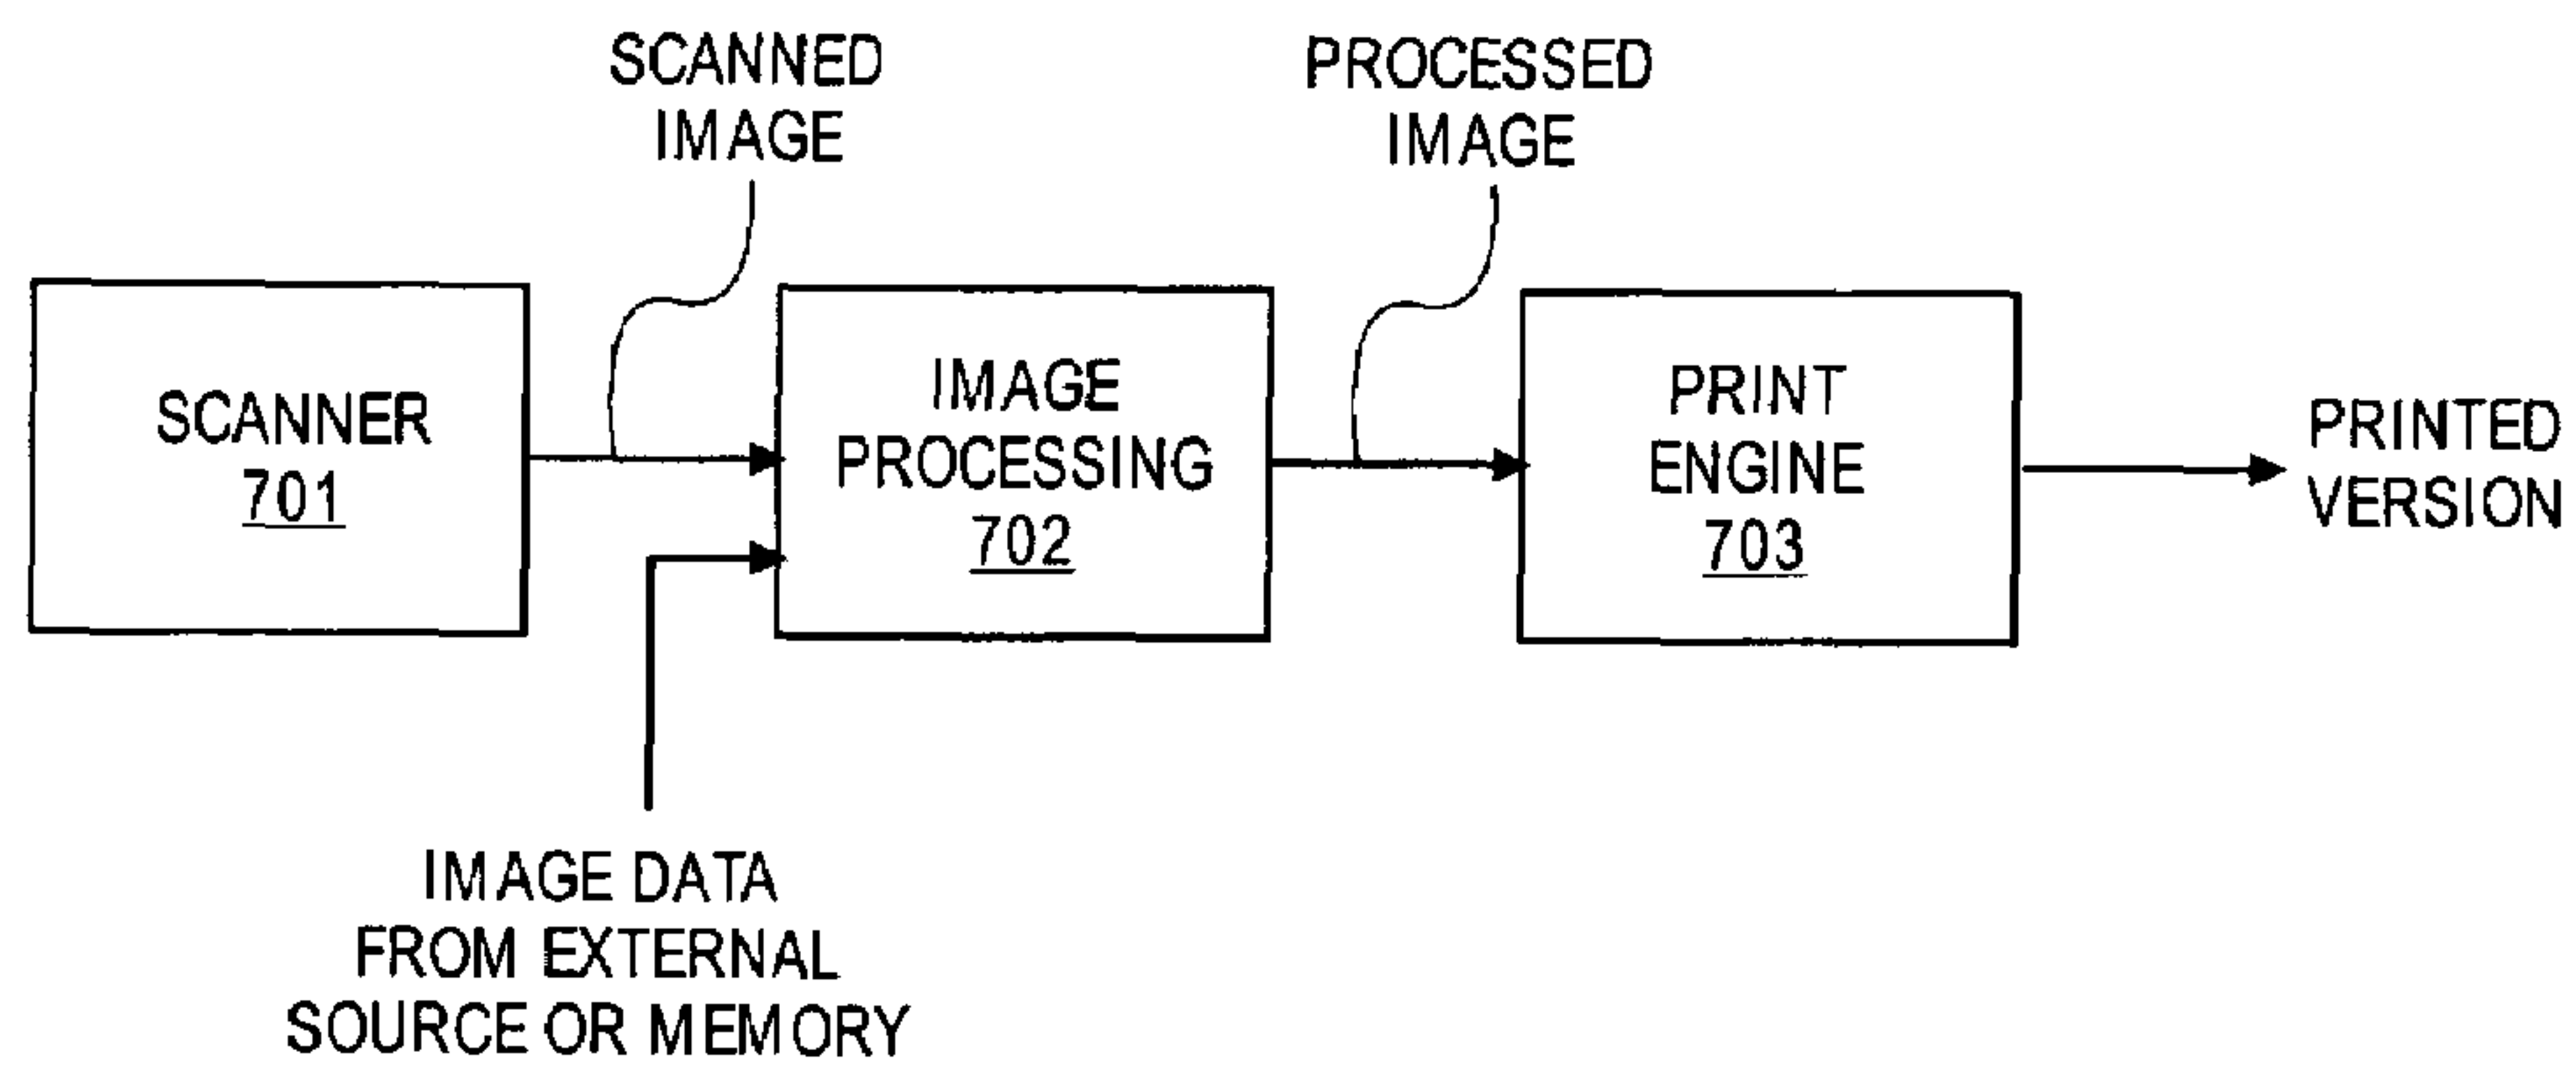 SCANNED
IMAGE
PROCESSED
IMAGE
SCANNER
701
IMAGE
PROCESSING
702
PRINT
ENGINE
703
PRINTED
VERSION
IMAGE DATA
FROM EXTERNAL
SOURCE OR MEMORY